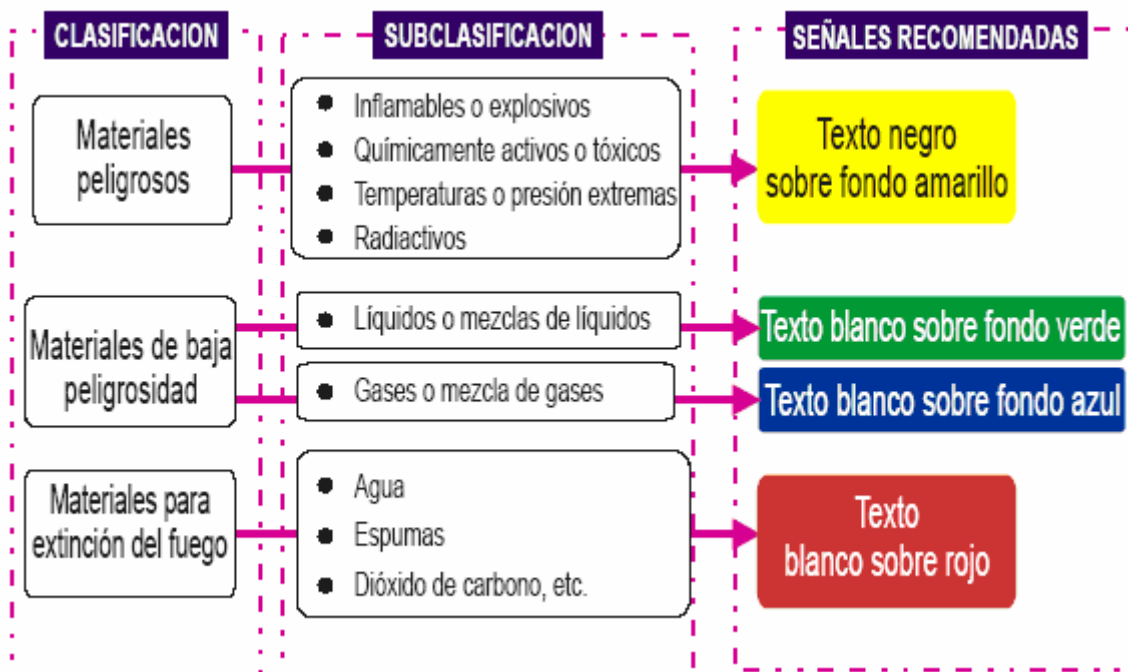 CLASIFICACION
SUBCLASIFICACION
SEÑALES RECOMENDADAS
Materiales
peligrosos
● Inflamables o explosivos
● Químicamente activos o tóxicos
● Temperaturas o presión extremas
● Radiactivos
Texto negro
sobre fondo amarillo
Materiales de baja
peligrosidad
● Líquidos o mezclas de líquidos
Texto blanco sobre fondo verde
● Gases o mezcla de gases
Texto blanco sobre fondo azul
Materiales para
extinción del fuego
● Agua
● Espumas
● Dióxido de carbono, etc.
Texto
blanco sobre rojo